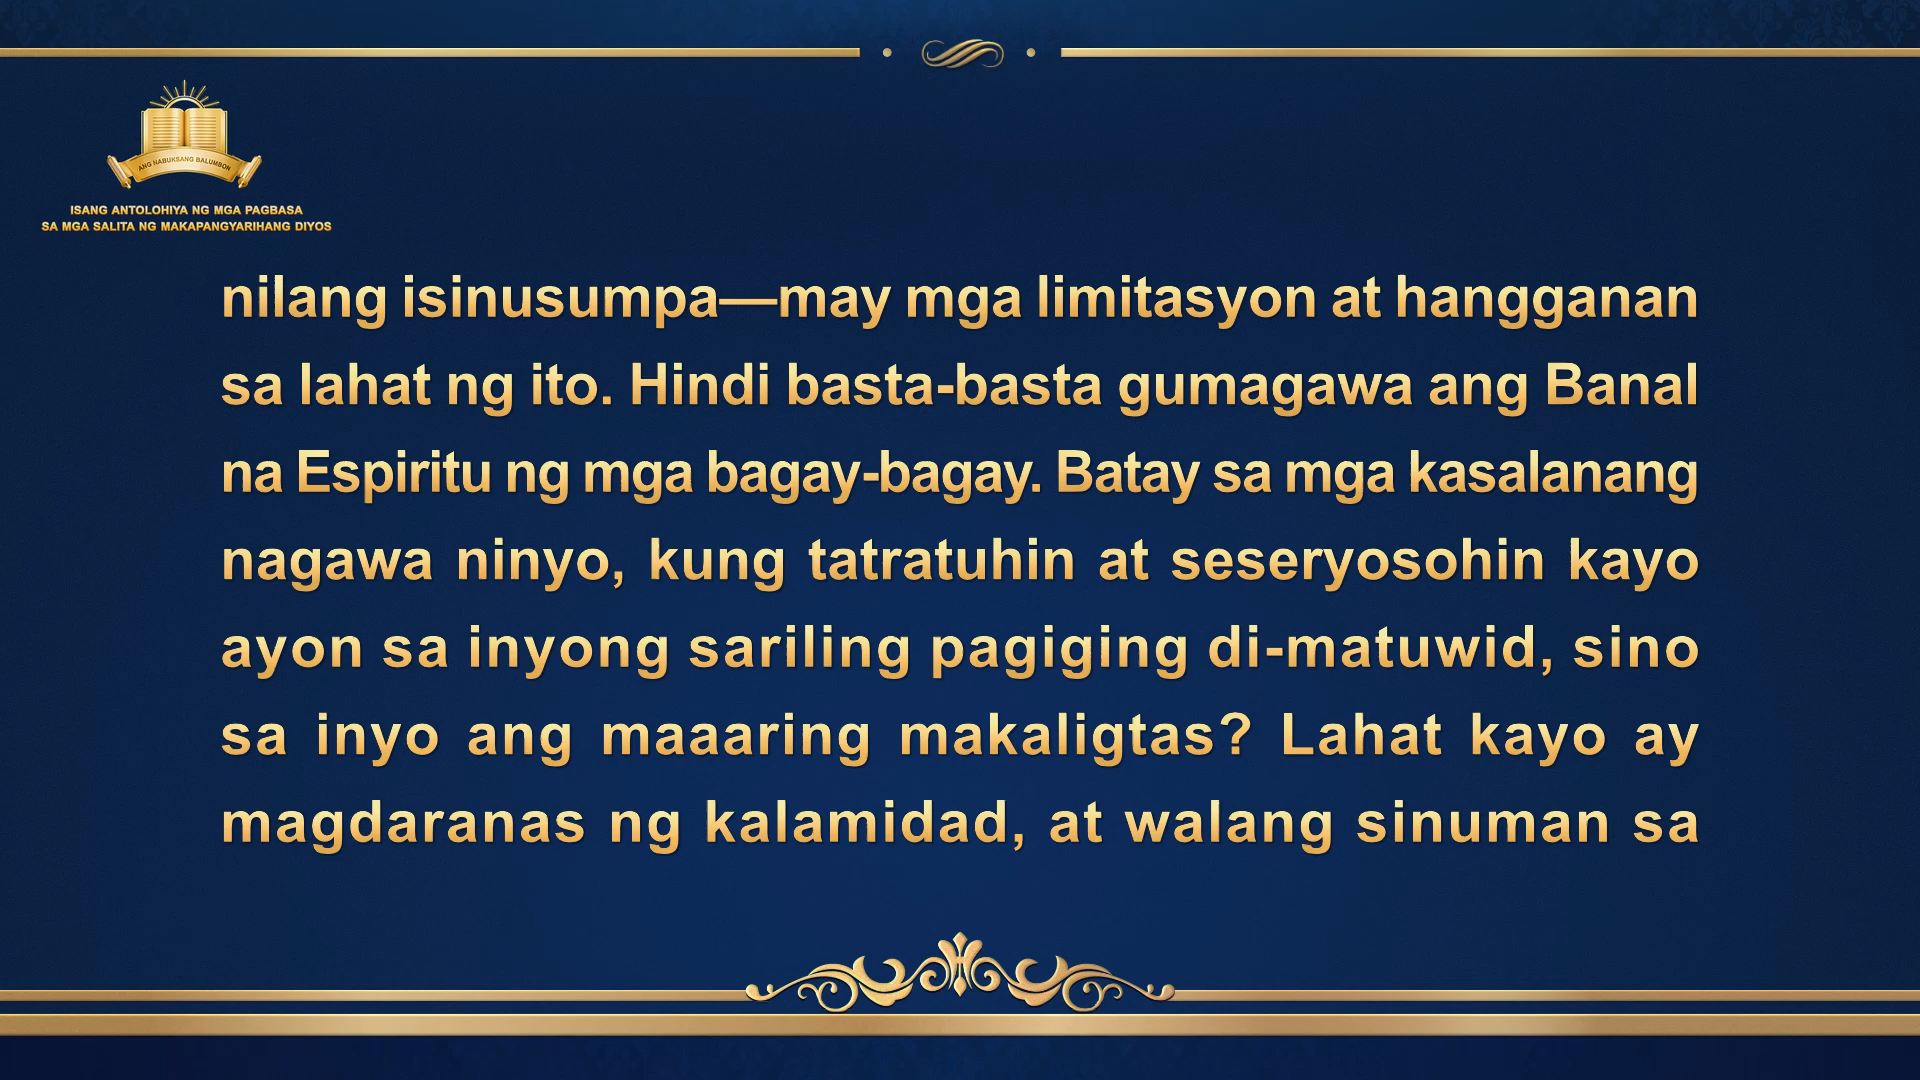 ANG NABUKSANG BALUMBON
ISANG ANTOLOHIYA NG MGA PAGBASA
SA MGA SALITA NG MAKAPANGYARIHANG DIYOS
nilang isinusumpa—may mga limitasyon at hangganan
sa lahat ng ito. Hindi basta-basta gumagawa ang Banal
na Espiritu ng mga bagay-bagay. Batay sa mga kasalanang
nagawa ninyo, kung tatratuhin at seseryosohin kayo
ayon sa inyong sariling pagiging di-matuwid, sino
sa inyo ang maaaring makaligtas? Lahat kayo ay
magdaranas ng kalamidad, at walang sinuman sa